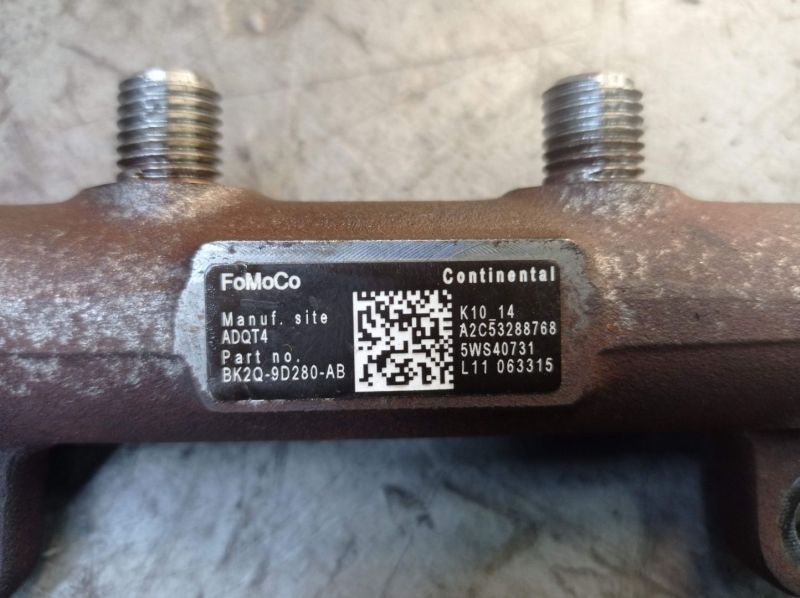 FoMoCo
Manuf. site
ADQT4
Part no.
BK2Q-9D280-AB
Continental
K10_14
A2C53288768
5WS40731
L11 063315